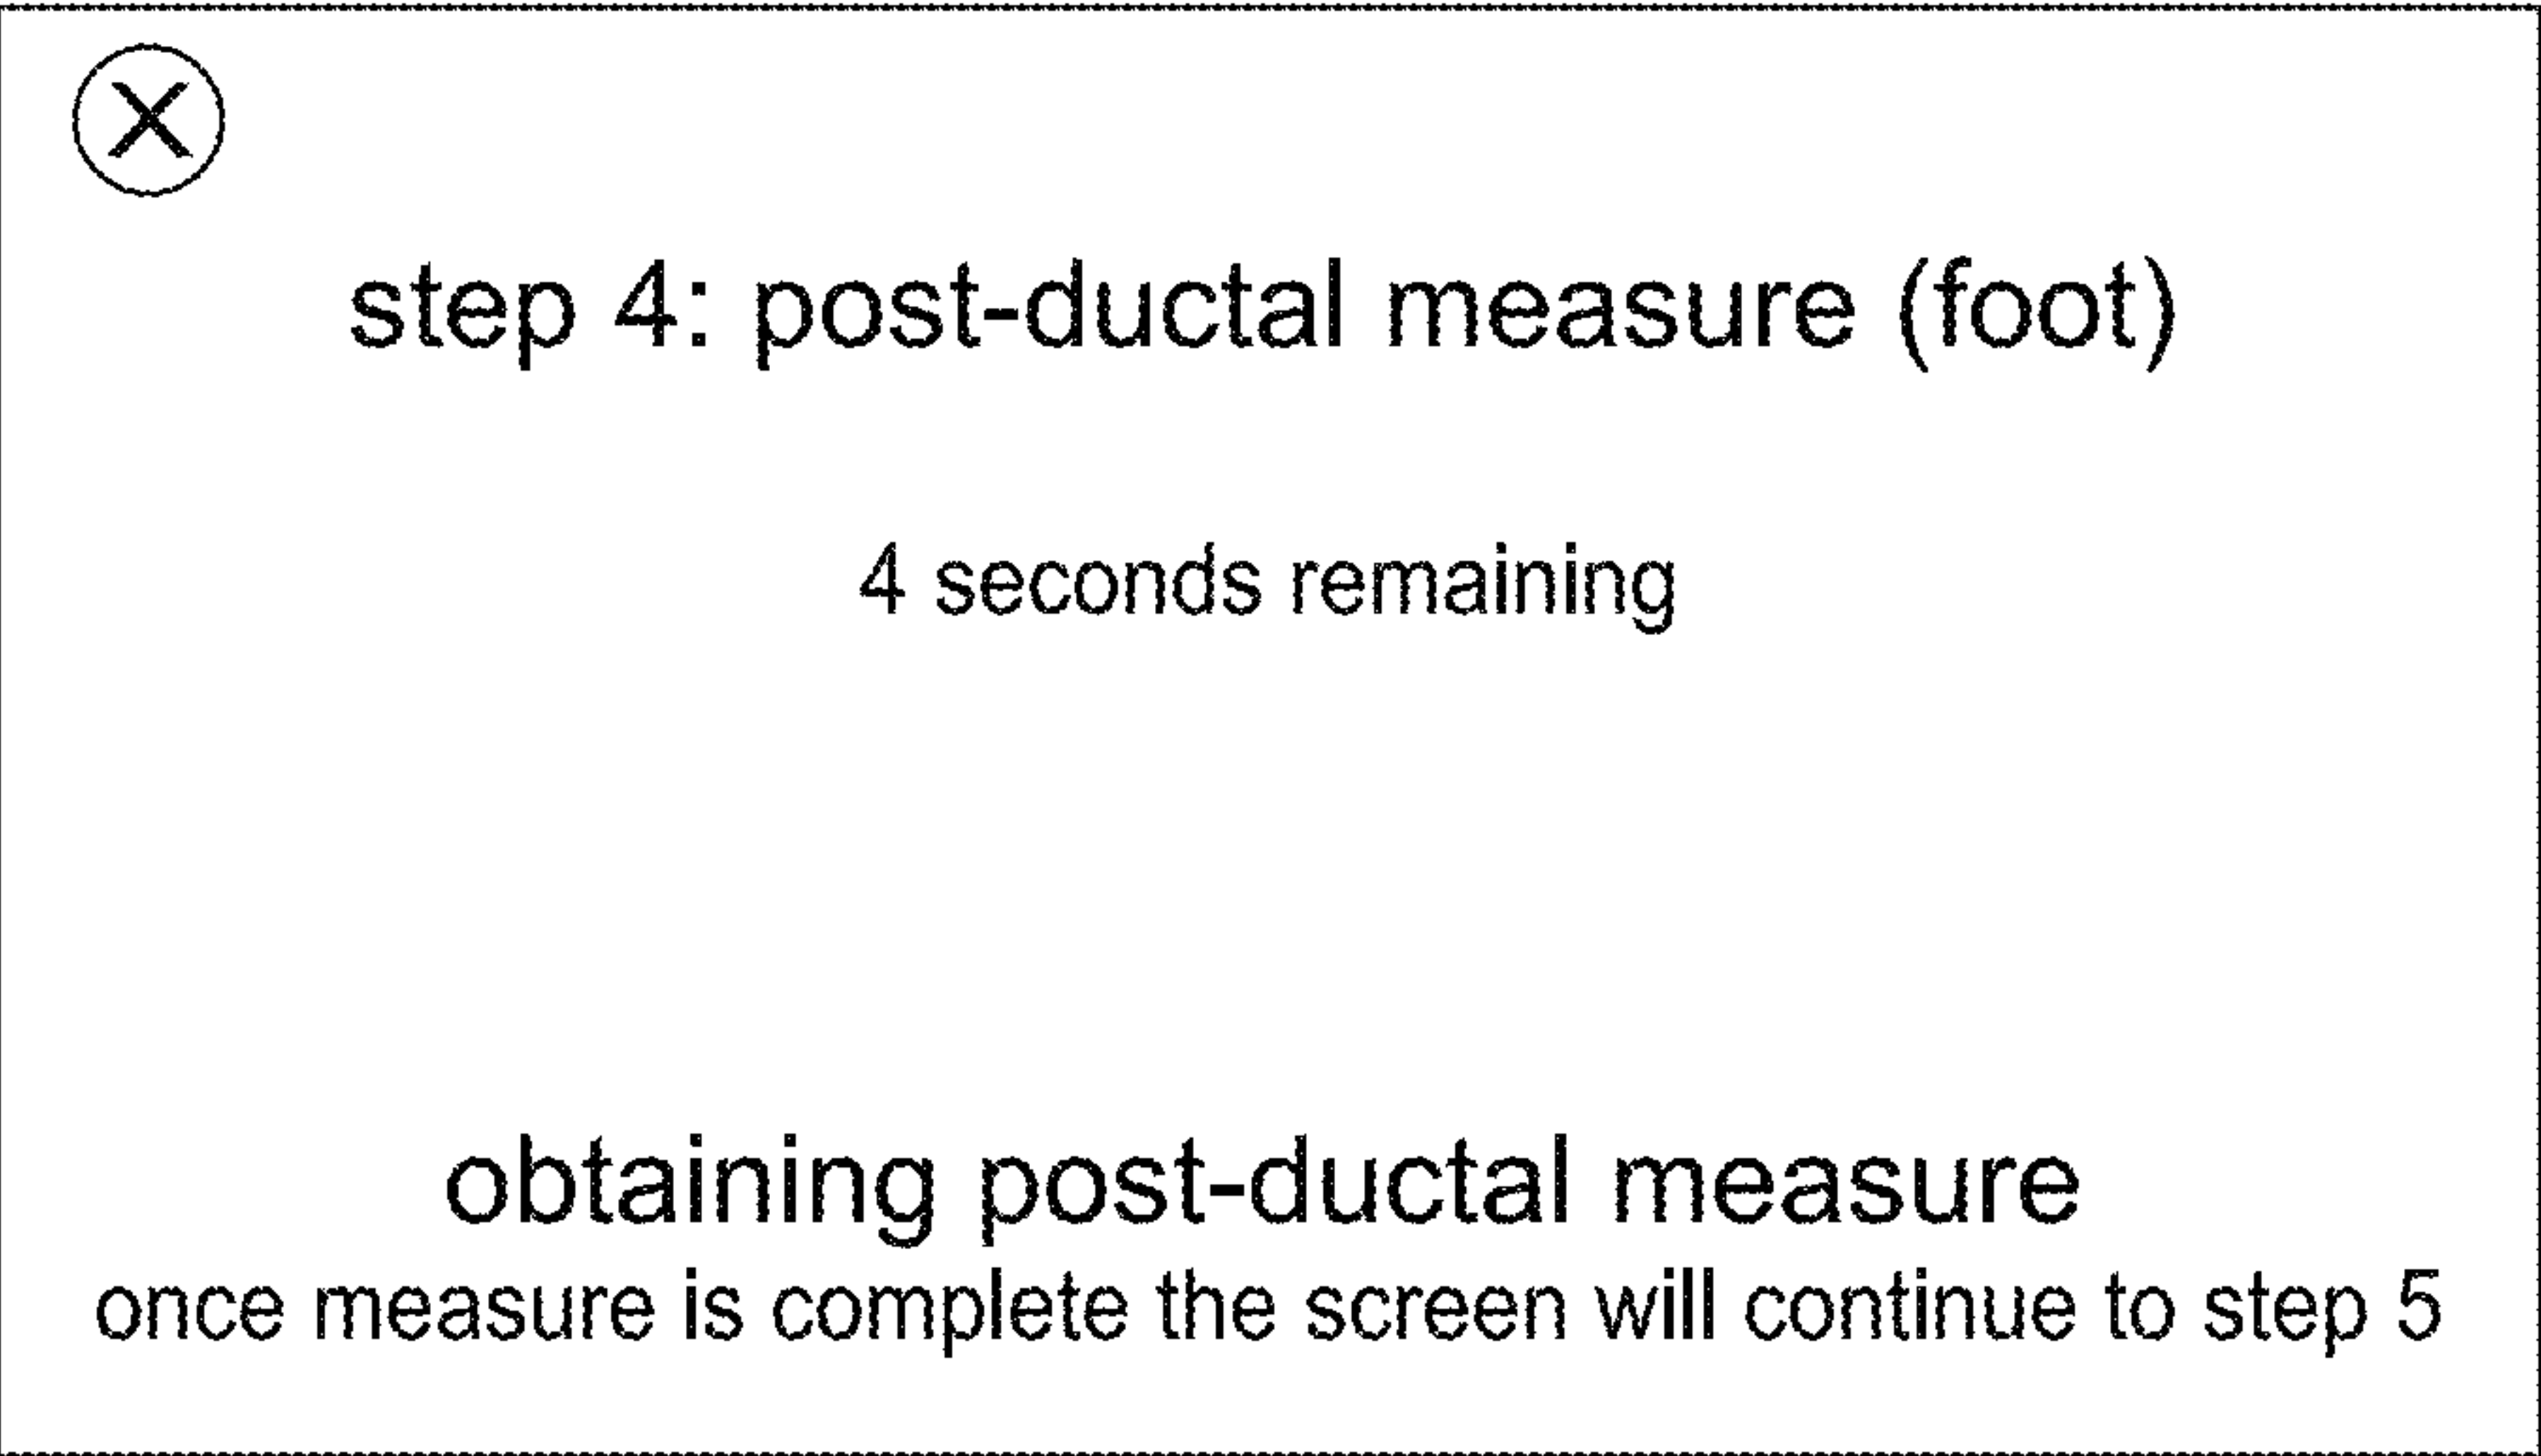 step 4: post-ductal measure (foot)
4 seconds remaining
obtaining post-ductal measure
once measure is complete the screen will continue to step 5